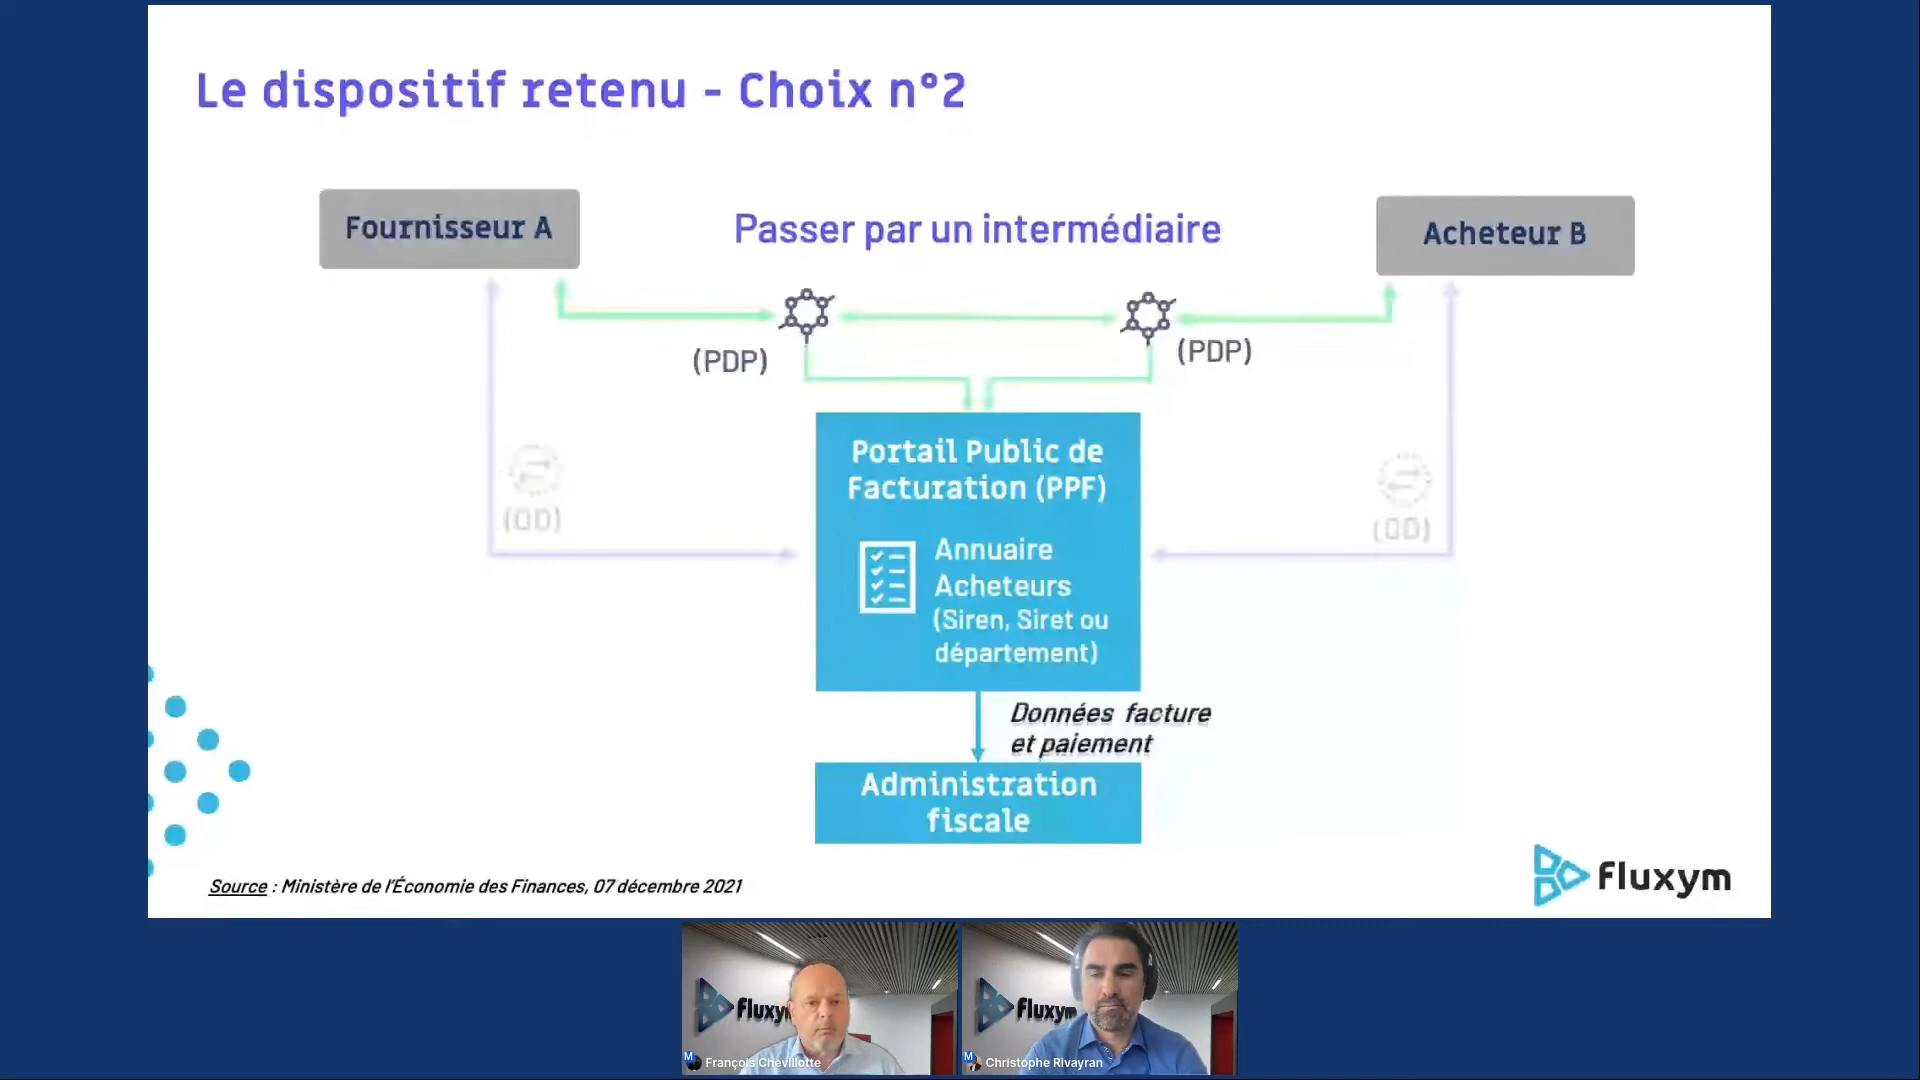 Le dispositif retenu - Choix n°2
Fournisseur A
Passer par un intermédiaire
Acheteur B
(PDP)
(PDP)
Portail Public de
Facturation (PPF)
(OD)
(OD)
Annuaire
Acheteurs
(Siren, Siret ou
département)
Données facture
et paiement
Administration
fiscale
Source : Ministère de l'Économie des Finances, 07 décembre 2021
fluxym
fluxy
fluxym
M
François Chevillotte
M
Christophe Rivayran